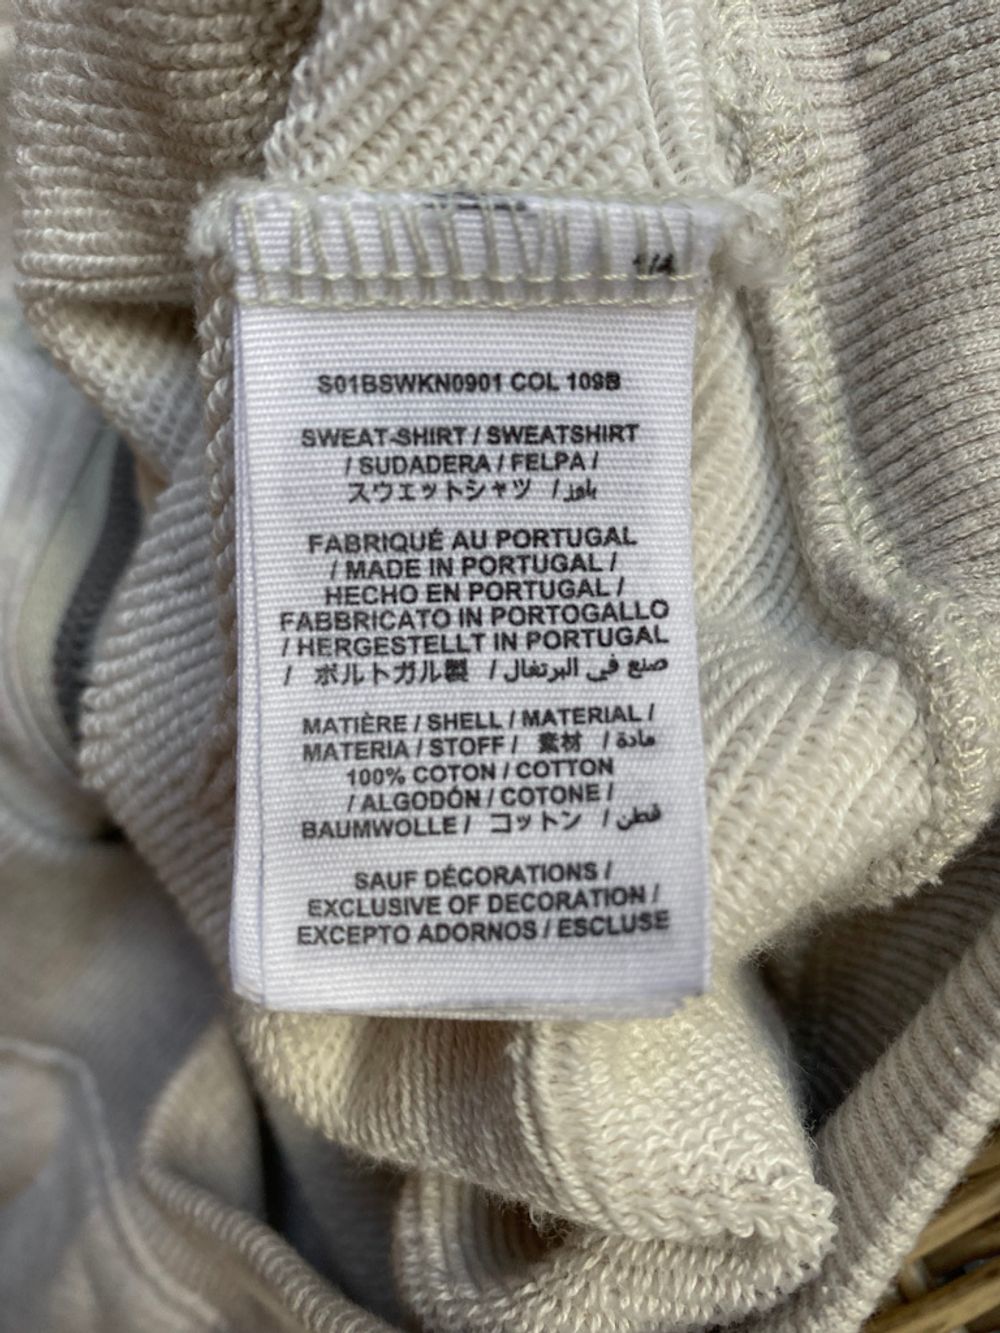 1/4
S01BSWKN0901 COL 109B
SWEAT-SHIRT / SWEATSHIRT
/ SUDADERA / FELPA /
スウェットシャツ / بلوز
FABRIQUÉ AU PORTUGAL
/ MADE IN PORTUGAL /
HECHO EN PORTUGAL /
FABBRICATO IN PORTOGALLO
/ HERGESTELLT IN PORTUGAL
/ ポルトガル製 / صنع في البرتغال
MATIÈRE / SHELL / MATERIAL /
MATERIA / STOFF / 素材 / مادة
100% COTON / COTTON
/ ALGODÓN / COTONE /
BAUMWOLLE / コットン / قطن
SAUF DÉCORATIONS /
EXCLUSIVE OF DECORATION /
EXCEPTO ADORNOS / ESCLUSE